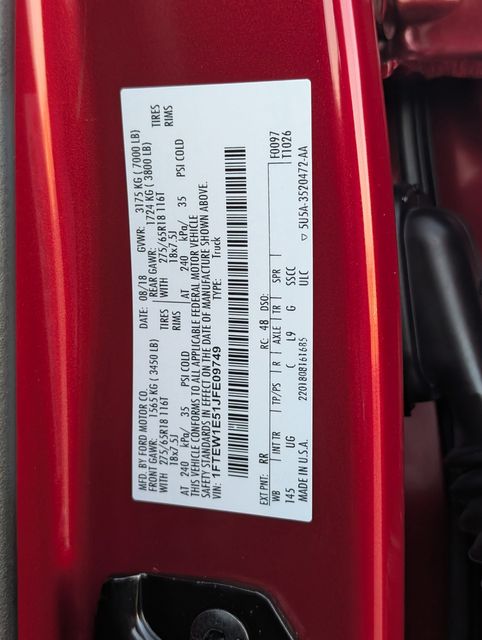 MFD. BY FORD MOTOR CO. DATE: 08/18 GVWR: 3175 KG ( 7000 LB)
FRONT GAWR: 1565 KG ( 3450 LB) REAR GAWR: 1724 KG ( 3800 LB)
WITH 275/65R18 116T TIRES WITH 275/65R18 116T TIRES
18x7.5J RIMS 18x7.5J RIMS
AT 240 kPa/ 35 PSI COLD AT 240 kPa/ 35 PSI COLD
THIS VEHICLE CONFORMS TO ALL APPLICABLE FEDERAL MOTOR VEHICLE
SAFETY STANDARDS IN EFFECT ON THE DATE OF MANUFACTURE SHOWN ABOVE.
VIN: 1FTEW1E51JFE09749 TYPE: Truck
F0097
T1026
EXT PNT: RR RC: 48 DSO:
WB INT TR TP/PS R AXLE TR SPR
145 UG C L9 G SSCC
ULC
▽ 5U5A-3520472-AA
MADE IN U.S.A. 2201808161685